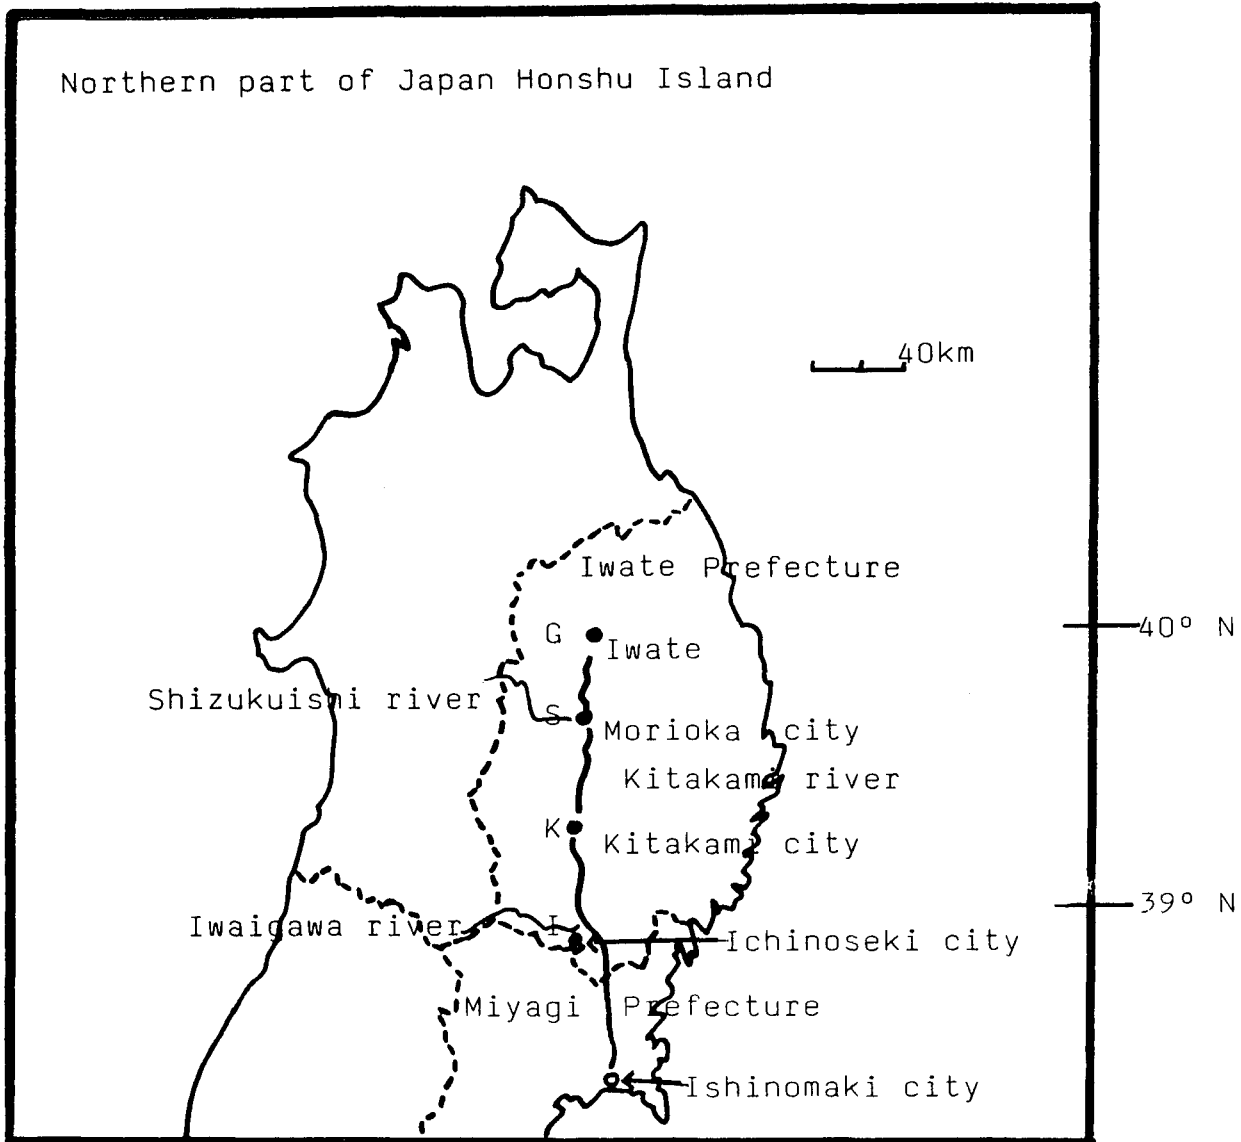 Northern part of Japan Honshu Island
40km
Iwate Prefecture
40° N
G
Iwate
Shizukuishi river
S
Morioka city
Kitakami river
K
Kitakami city
39° N
Iwaigawa river
I
Ichinoseki city
Miyagi Prefecture
Ishinomaki city